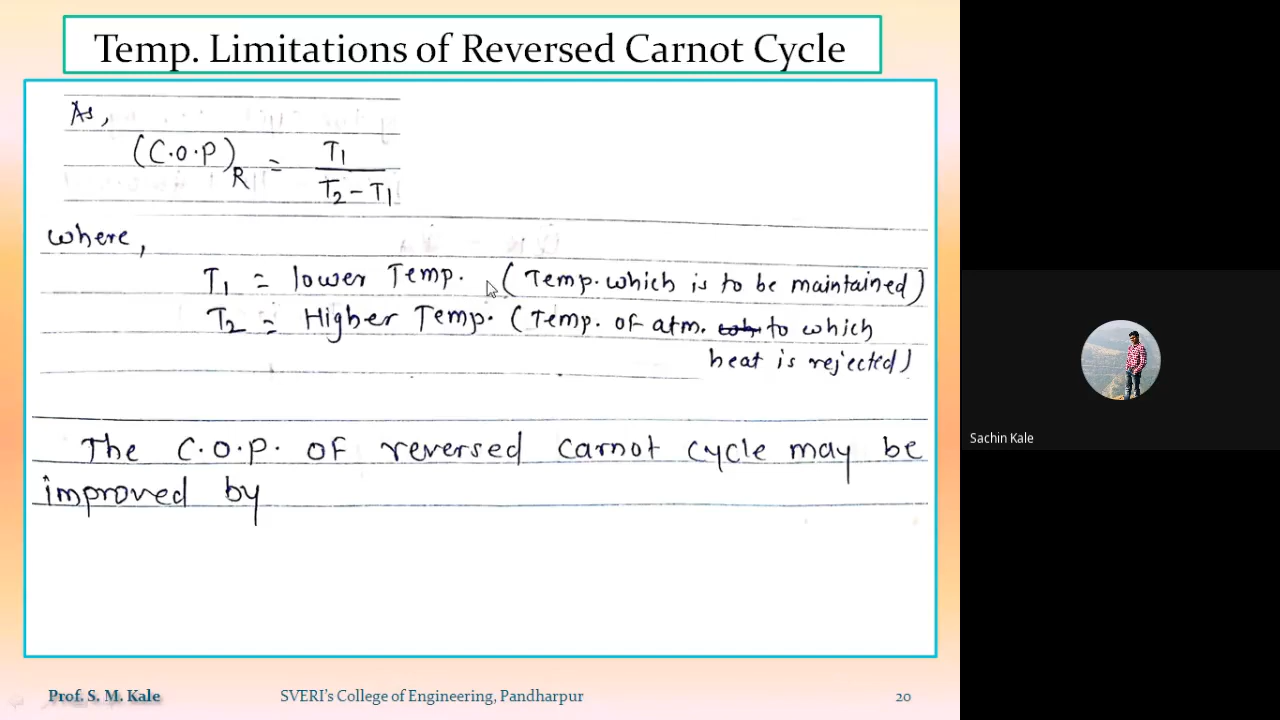 Temp. Limitations of Reversed Carnot Cycle
As,
(C.O.P)R = T1 / T2 - T1
where,
T1 = lower Temp. (Temp. which is to be maintained)
T2 = Higher Temp. (Temp. of atm. to which
heat is rejected)
The C.O.P. of reversed carnot cycle may be
improved by
Sachin Kale
Prof. S. M. Kale SVERI's College of Engineering, Pandharpur 20